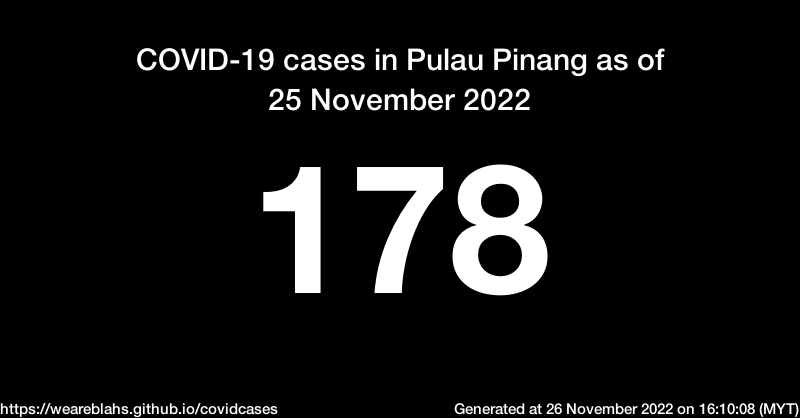 COVID-19 cases in Pulau Pinang as of
25 November 2022
178
https://weareblahs.github.io/covidcases
Generated at 26 November 2022 on 16:10:08 (MYT)